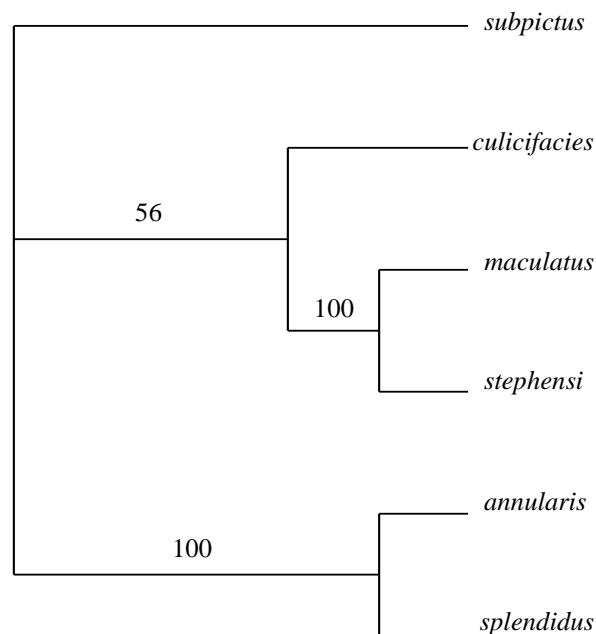 subpictus
culicifacies
56
maculatus
100
stephensi
annularis
100
splendidus